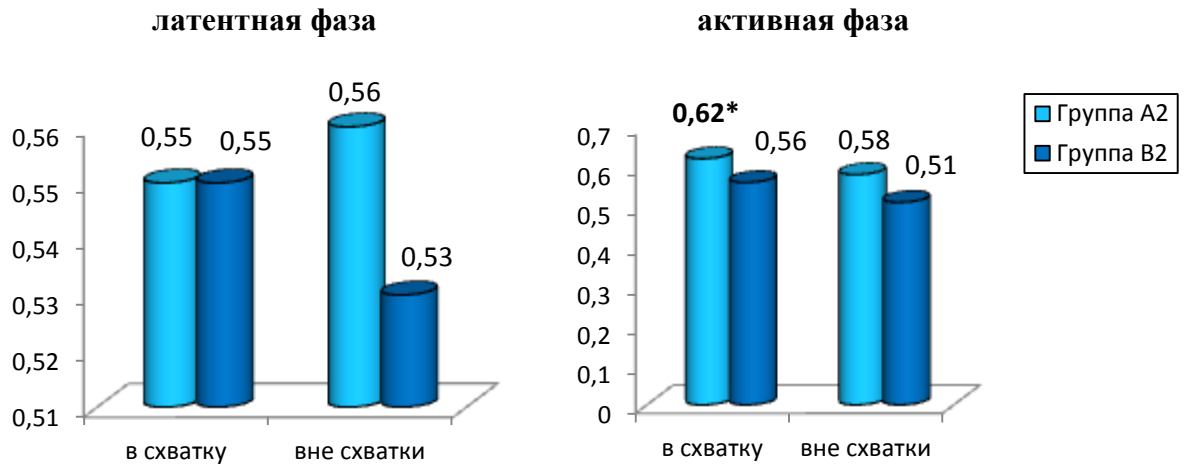 латентная фаза
0,56
0,55
0,54
0,53
0,52
0,51
0,55
0,55
0,56
0,53
в схватку
вне схватки
активная фаза
0,7
0,6
0,5
0,4
0,3
0,2
0,1
0
0,62*
0,56
0,58
0,51
в схватку
вне схватки
Группа А2
Группа В2